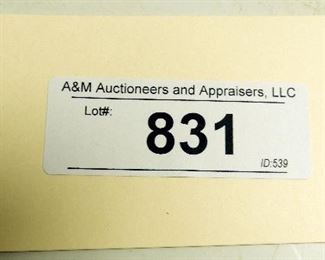 A&M Auctioneers and Appraisers, LLC
Lot#:
831
ID:539